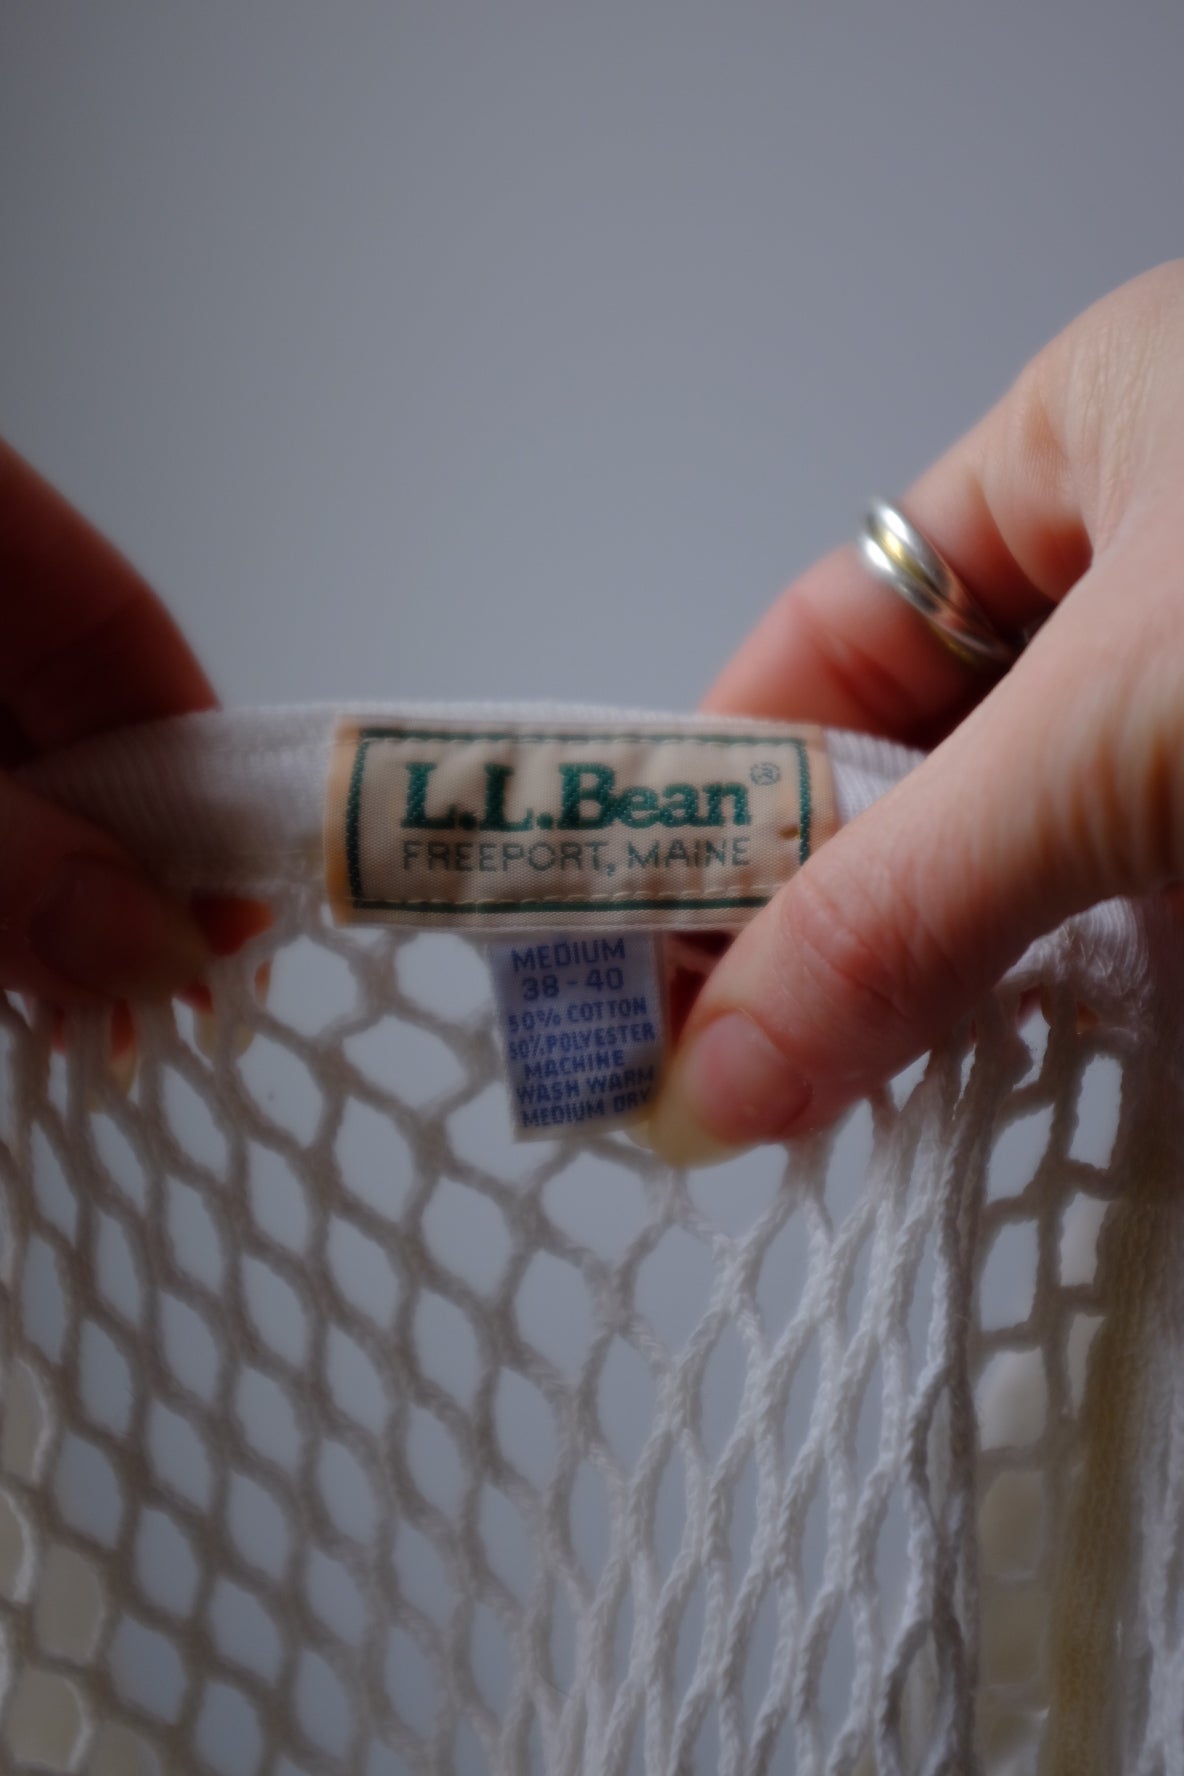 L.L.Bean®
FREEPORT, MAINE
MEDIUM
38-40
50% COTTON
50% POLYESTER
MACHINE
WASH WARM
MEDIUM DRY